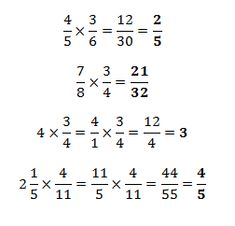 4/5 × 3/6 = 12/30 = 2/5
7/8 × 3/4 = 21/32
4 × 3/4 = 4/1 × 3/4 = 12/4 = 3
2 1/5 × 4/11 = 11/5 × 4/11 = 44/55 = 4/5